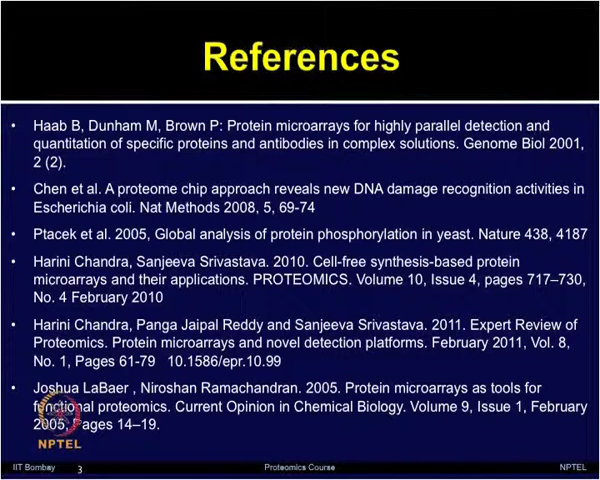 References
• Haab B, Dunham M, Brown P: Protein microarrays for highly parallel detection and
quantitation of specific proteins and antibodies in complex solutions. Genome Biol 2001,
2 (2).
• Chen et al. A proteome chip approach reveals new DNA damage recognition activities in
Escherichia coli. Nat Methods 2008, 5, 69-74
• Ptacek et al. 2005, Global analysis of protein phosphorylation in yeast. Nature 438, 4187
• Harini Chandra, Sanjeeva Srivastava. 2010. Cell-free synthesis-based protein
microarrays and their applications. PROTEOMICS. Volume 10, Issue 4, pages 717–730,
No. 4 February 2010
• Harini Chandra, Panga Jaipal Reddy and Sanjeeva Srivastava. 2011. Expert Review of
Proteomics. Protein microarrays and novel detection platforms. February 2011, Vol. 8,
No. 1, Pages 61-79 10.1586/epr.10.99
• Joshua LaBaer , Niroshan Ramachandran. 2005. Protein microarrays as tools for
functional proteomics. Current Opinion in Chemical Biology. Volume 9, Issue 1, February
2005, Pages 14–19.
NPTEL
IIT Bombay 3 Proteomics Course NPTEL